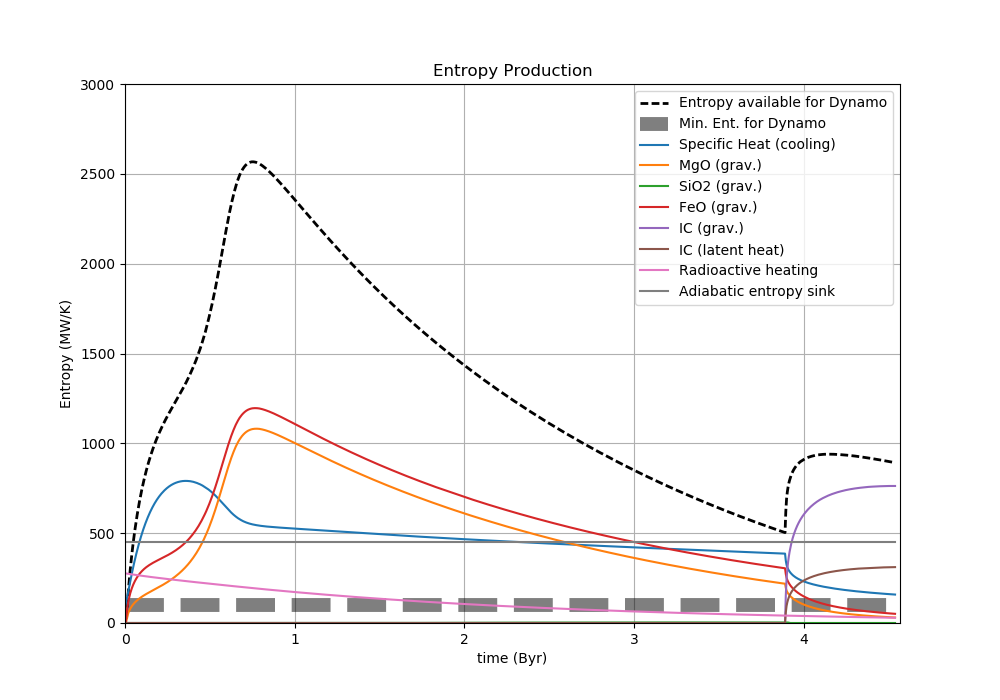 Entropy Production
Entropy (MW/K)
3000
2500
2000
1500
1000
500
0
0 1 2 3 4
time (Byr)
Entropy available for Dynamo
Min. Ent. for Dynamo
Specific Heat (cooling)
MgO (grav.)
SiO2 (grav.)
FeO (grav.)
IC (grav.)
IC (latent heat)
Radioactive heating
Adiabatic entropy sink